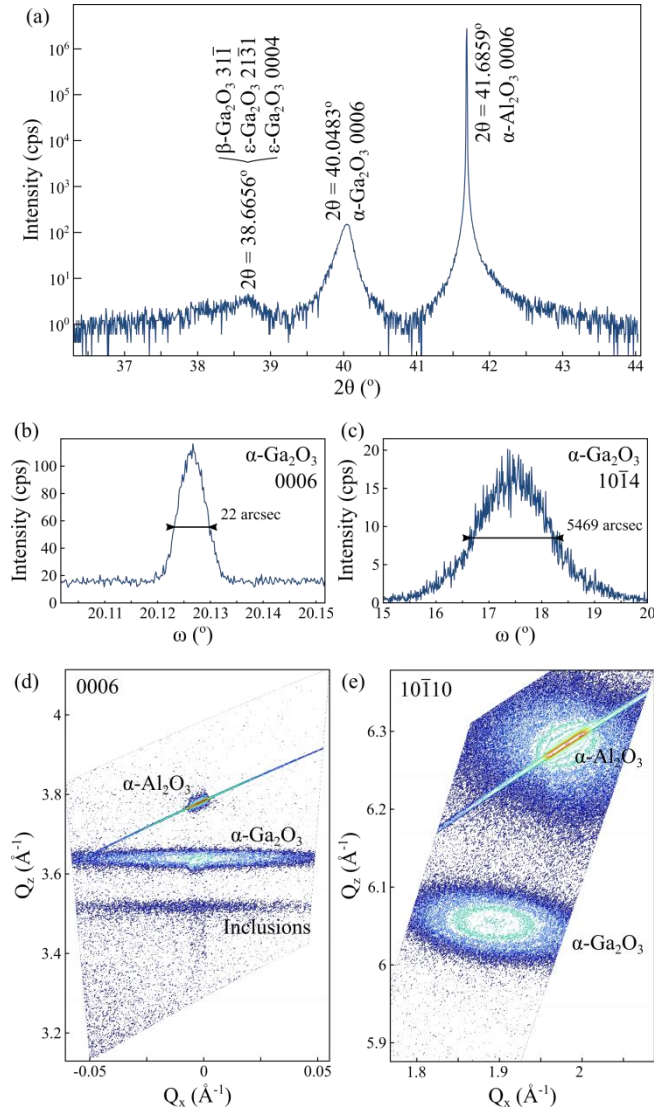 (a)
Intensity (cps)
10⁶
10⁵
10⁴
10³
10²
10¹
10⁰
β-Ga₂O₃ 311̅
ε-Ga₂O₃ 21̅31
ε-Ga₂O₃ 0004
2θ = 38.6656º
2θ = 40.0483º
α-Ga₂O₃ 0006
2θ = 41.6859º
α-Al₂O₃ 0006
37 38 39 40 41 42 43 44
2θ (º)
(b)
Intensity (cps)
100
80
60
40
20
0
α-Ga₂O₃
0006
22 arcsec
20.11 20.12 20.13 20.14 20.15
ω (º)
(c)
Intensity (cps)
20
15
10
5
0
α-Ga₂O₃
101̅4
5469 arcsec
15 16 17 18 19 20
ω (º)
(d) 0006
Q_z (Å⁻¹)
4
3.8
3.6
3.4
3.2
α-Al₂O₃
α-Ga₂O₃
Inclusions
-0.05 0 0.05
Q_x (Å⁻¹)
(e) 101̅10
Q_z (Å⁻¹)
6.3
6.2
6.1
6
5.9
α-Al₂O₃
α-Ga₂O₃
1.8 1.9 2
Q_x (Å⁻¹)